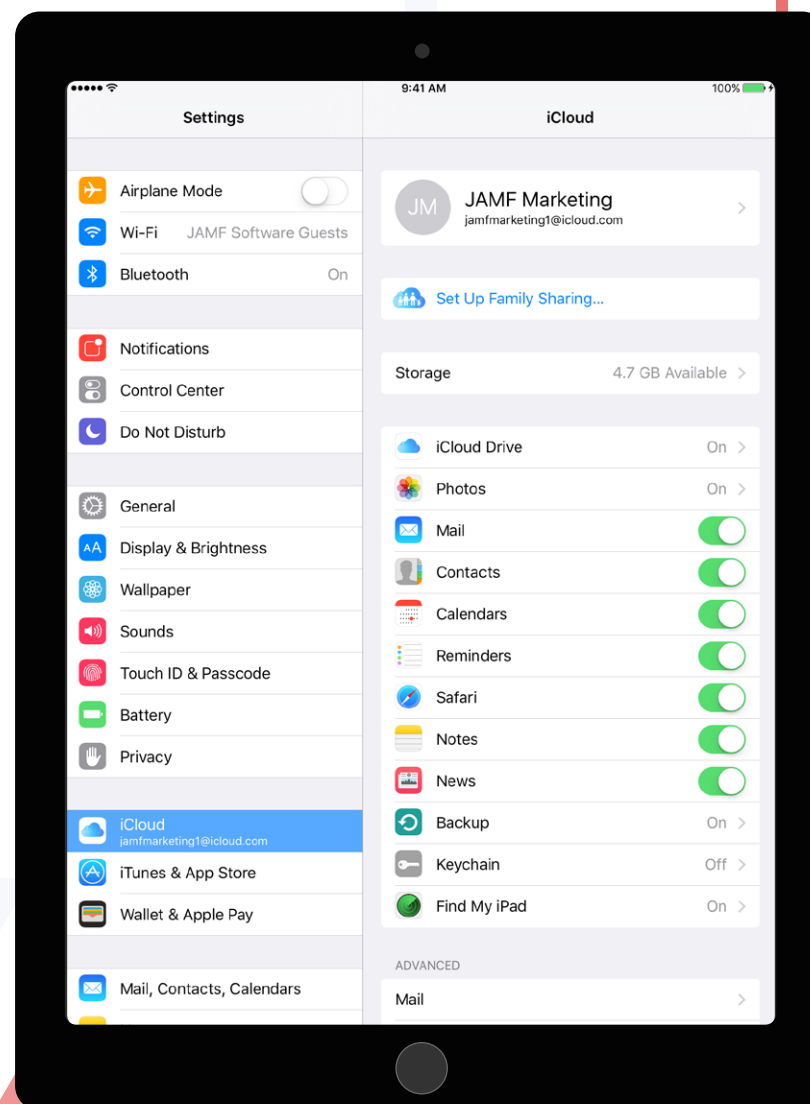 9:41 AM
100%
Settings
Airplane Mode
Wi-Fi JAMF Software Guests
Bluetooth On
Notifications
Control Center
Do Not Disturb
General
AA Display & Brightness
Wallpaper
Sounds
Touch ID & Passcode
Battery
Privacy
iCloud
jamfmarketing1@icloud.com
iTunes & App Store
Wallet & Apple Pay
Mail, Contacts, Calendars
iCloud
JM JAMF Marketing
jamfmarketing1@icloud.com
Set Up Family Sharing...
Storage 4.7 GB Available
iCloud Drive On
Photos On
Mail
Contacts
Calendars
Reminders
Safari
Notes
News
Backup On
Keychain Off
Find My iPad On
ADVANCED
Mail